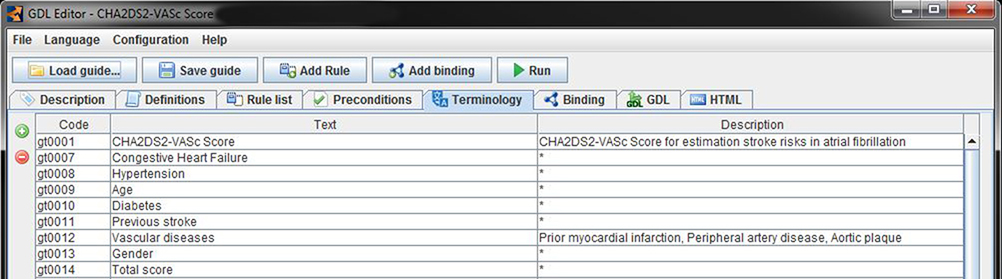 GDL Editor - CHA2DS2-VASc Score
File Language Configuration Help
Load guide... Save guide Add Rule Add binding Run
Description Definitions Rule list Preconditions Terminology Binding GDL HTML
Code Text Description
gt0001 CHA2DS2-VASc Score CHA2DS2-VASc Score for estimation stroke risks in atrial fibrillation
gt0007 Congestive Heart Failure *
gt0008 Hypertension *
gt0009 Age *
gt0010 Diabetes *
gt0011 Previous stroke *
gt0012 Vascular diseases Prior myocardial infarction, Peripheral artery disease, Aortic plaque
gt0013 Gender *
gt0014 Total score *